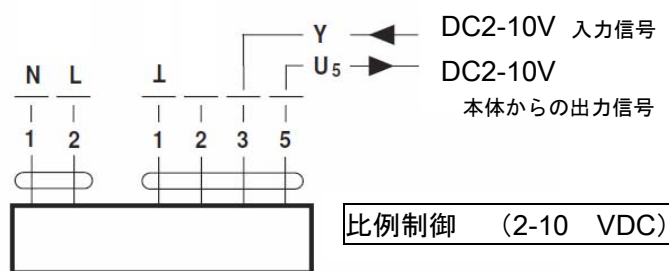 Y DC2-10V 入力信号
N L ⊥ U5 DC2-10V
本体からの出力信号
1 2 1 2 3 5
比例制御 (2-10 VDC)